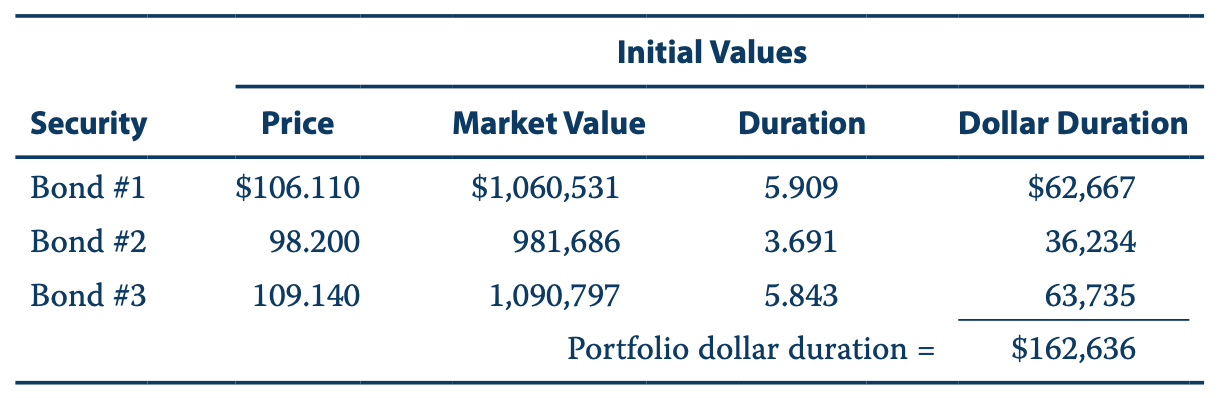 Initial Values
Security Price Market Value Duration Dollar Duration
Bond #1 $106.110 $1,060,531 5.909 $62,667
Bond #2 98.200 981,686 3.691 36,234
Bond #3 109.140 1,090,797 5.843 63,735
Portfolio dollar duration = $162,636